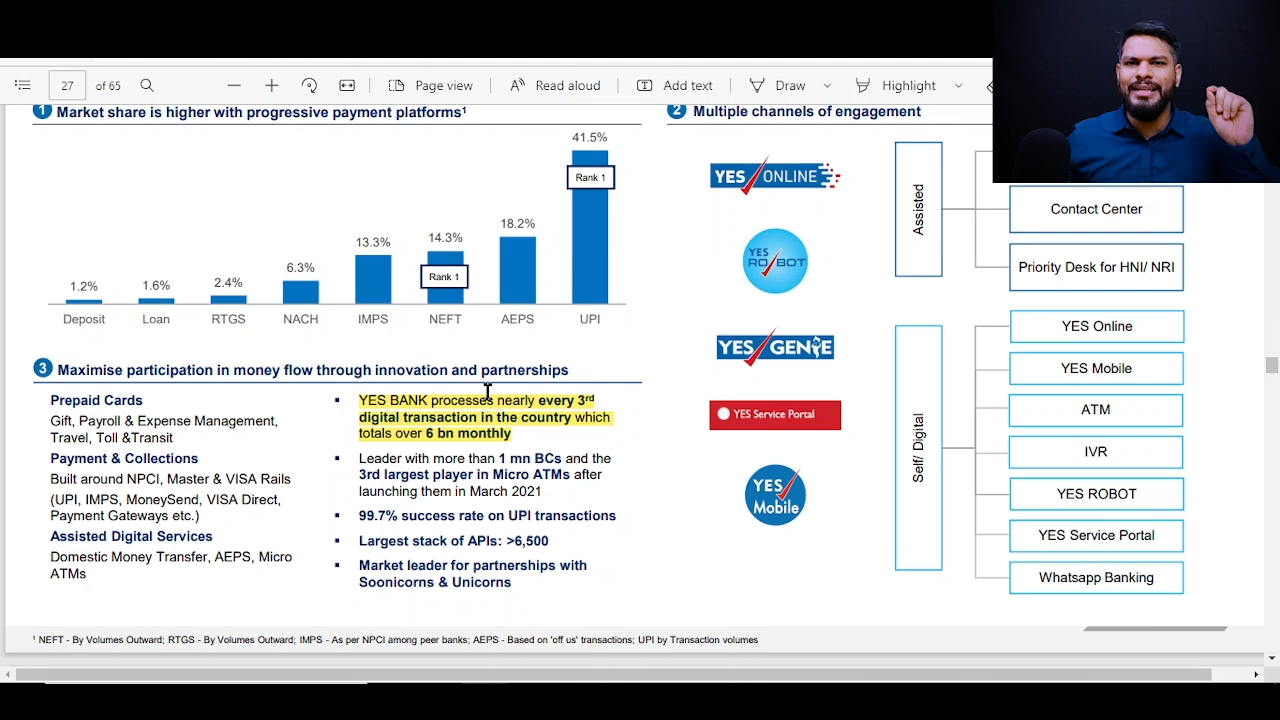 27 of 65
Page view
Read aloud
Add text
Draw
Highlight
1 Market share is higher with progressive payment platforms¹
41.5%
Rank 1
18.2%
14.3%
Rank 1
13.3%
6.3%
2.4%
1.6%
1.2%
Deposit Loan RTGS NACH IMPS NEFT AEPS UPI
2 Multiple channels of engagement
YES ONLINE
YES ROBOT
YES GENIE
YES Service Portal
YES Mobile
Assisted
Contact Center
Priority Desk for HNI/ NRI
Self/ Digital
YES Online
YES Mobile
ATM
IVR
YES ROBOT
YES Service Portal
Whatsapp Banking
3 Maximise participation in money flow through innovation and partnerships
Prepaid Cards
Gift, Payroll & Expense Management,
Travel, Toll &Transit
Payment & Collections
Built around NPCI, Master & VISA Rails
(UPI, IMPS, MoneySend, VISA Direct,
Payment Gateways etc.)
Assisted Digital Services
Domestic Money Transfer, AEPS, Micro
ATMs
▪ YES BANK processes nearly every 3rd
digital transaction in the country which
totals over 6 bn monthly
▪ Leader with more than 1 mn BCs and the
3rd largest player in Micro ATMs after
launching them in March 2021
▪ 99.7% success rate on UPI transactions
▪ Largest stack of APIs: >6,500
▪ Market leader for partnerships with
Soonicorns & Unicorns
¹ NEFT - By Volumes Outward; RTGS - By Volumes Outward; IMPS - As per NPCI among peer banks; AEPS - Based on 'off us' transactions; UPI by Transaction volumes